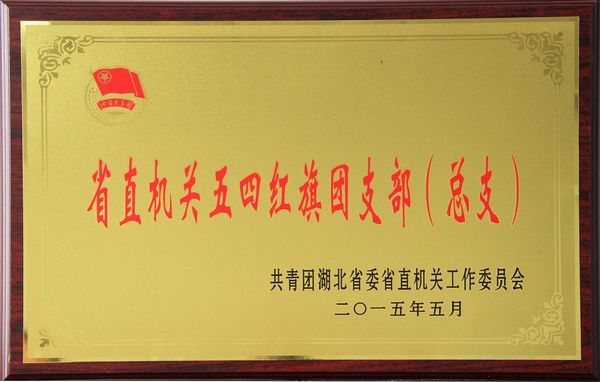 省直机关五四红旗团支部（总支）
共青团湖北省委省直机关工作委员会
二〇一五年五月